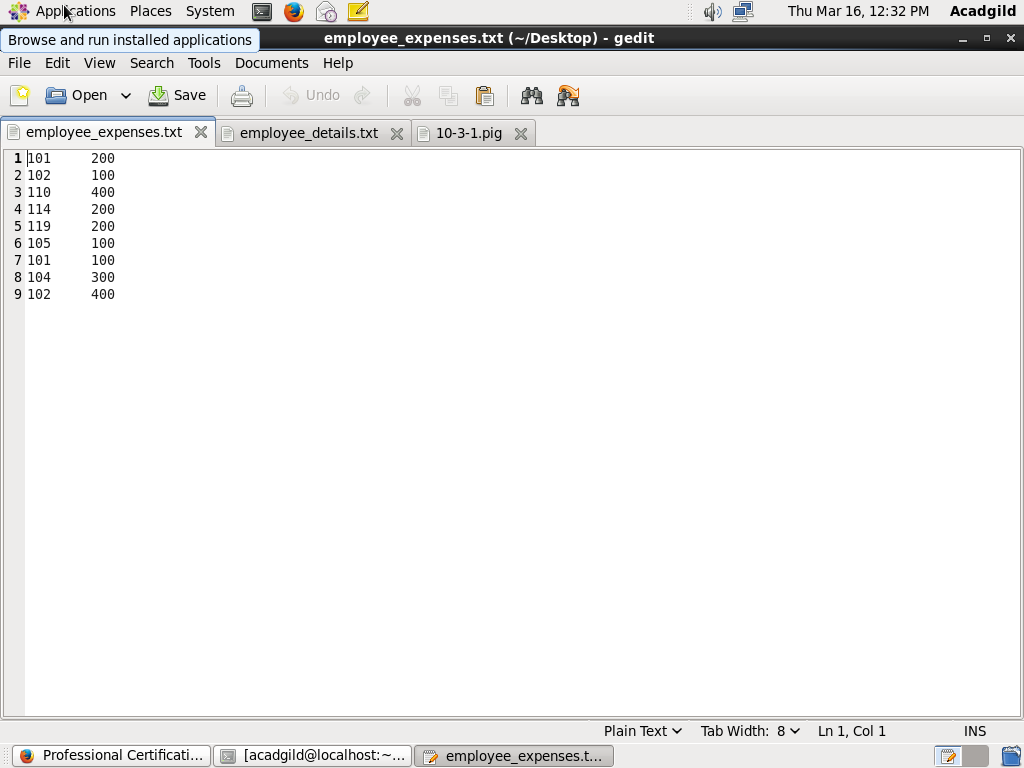 Applications Places System Thu Mar 16, 12:32 PM Acadgild
Browse and run installed applications
employee_expenses.txt (~/Desktop) - gedit
File Edit View Search Tools Documents Help
Open Save Undo
employee_expenses.txt employee_details.txt 10-3-1.pig
1 101 200
2 102 100
3 110 400
4 114 200
5 119 200
6 105 100
7 101 100
8 104 300
9 102 400
Plain Text Tab Width: 8 Ln 1, Col 1 INS
Professional Certificati... [acadgild@localhost:~... employee_expenses.t...